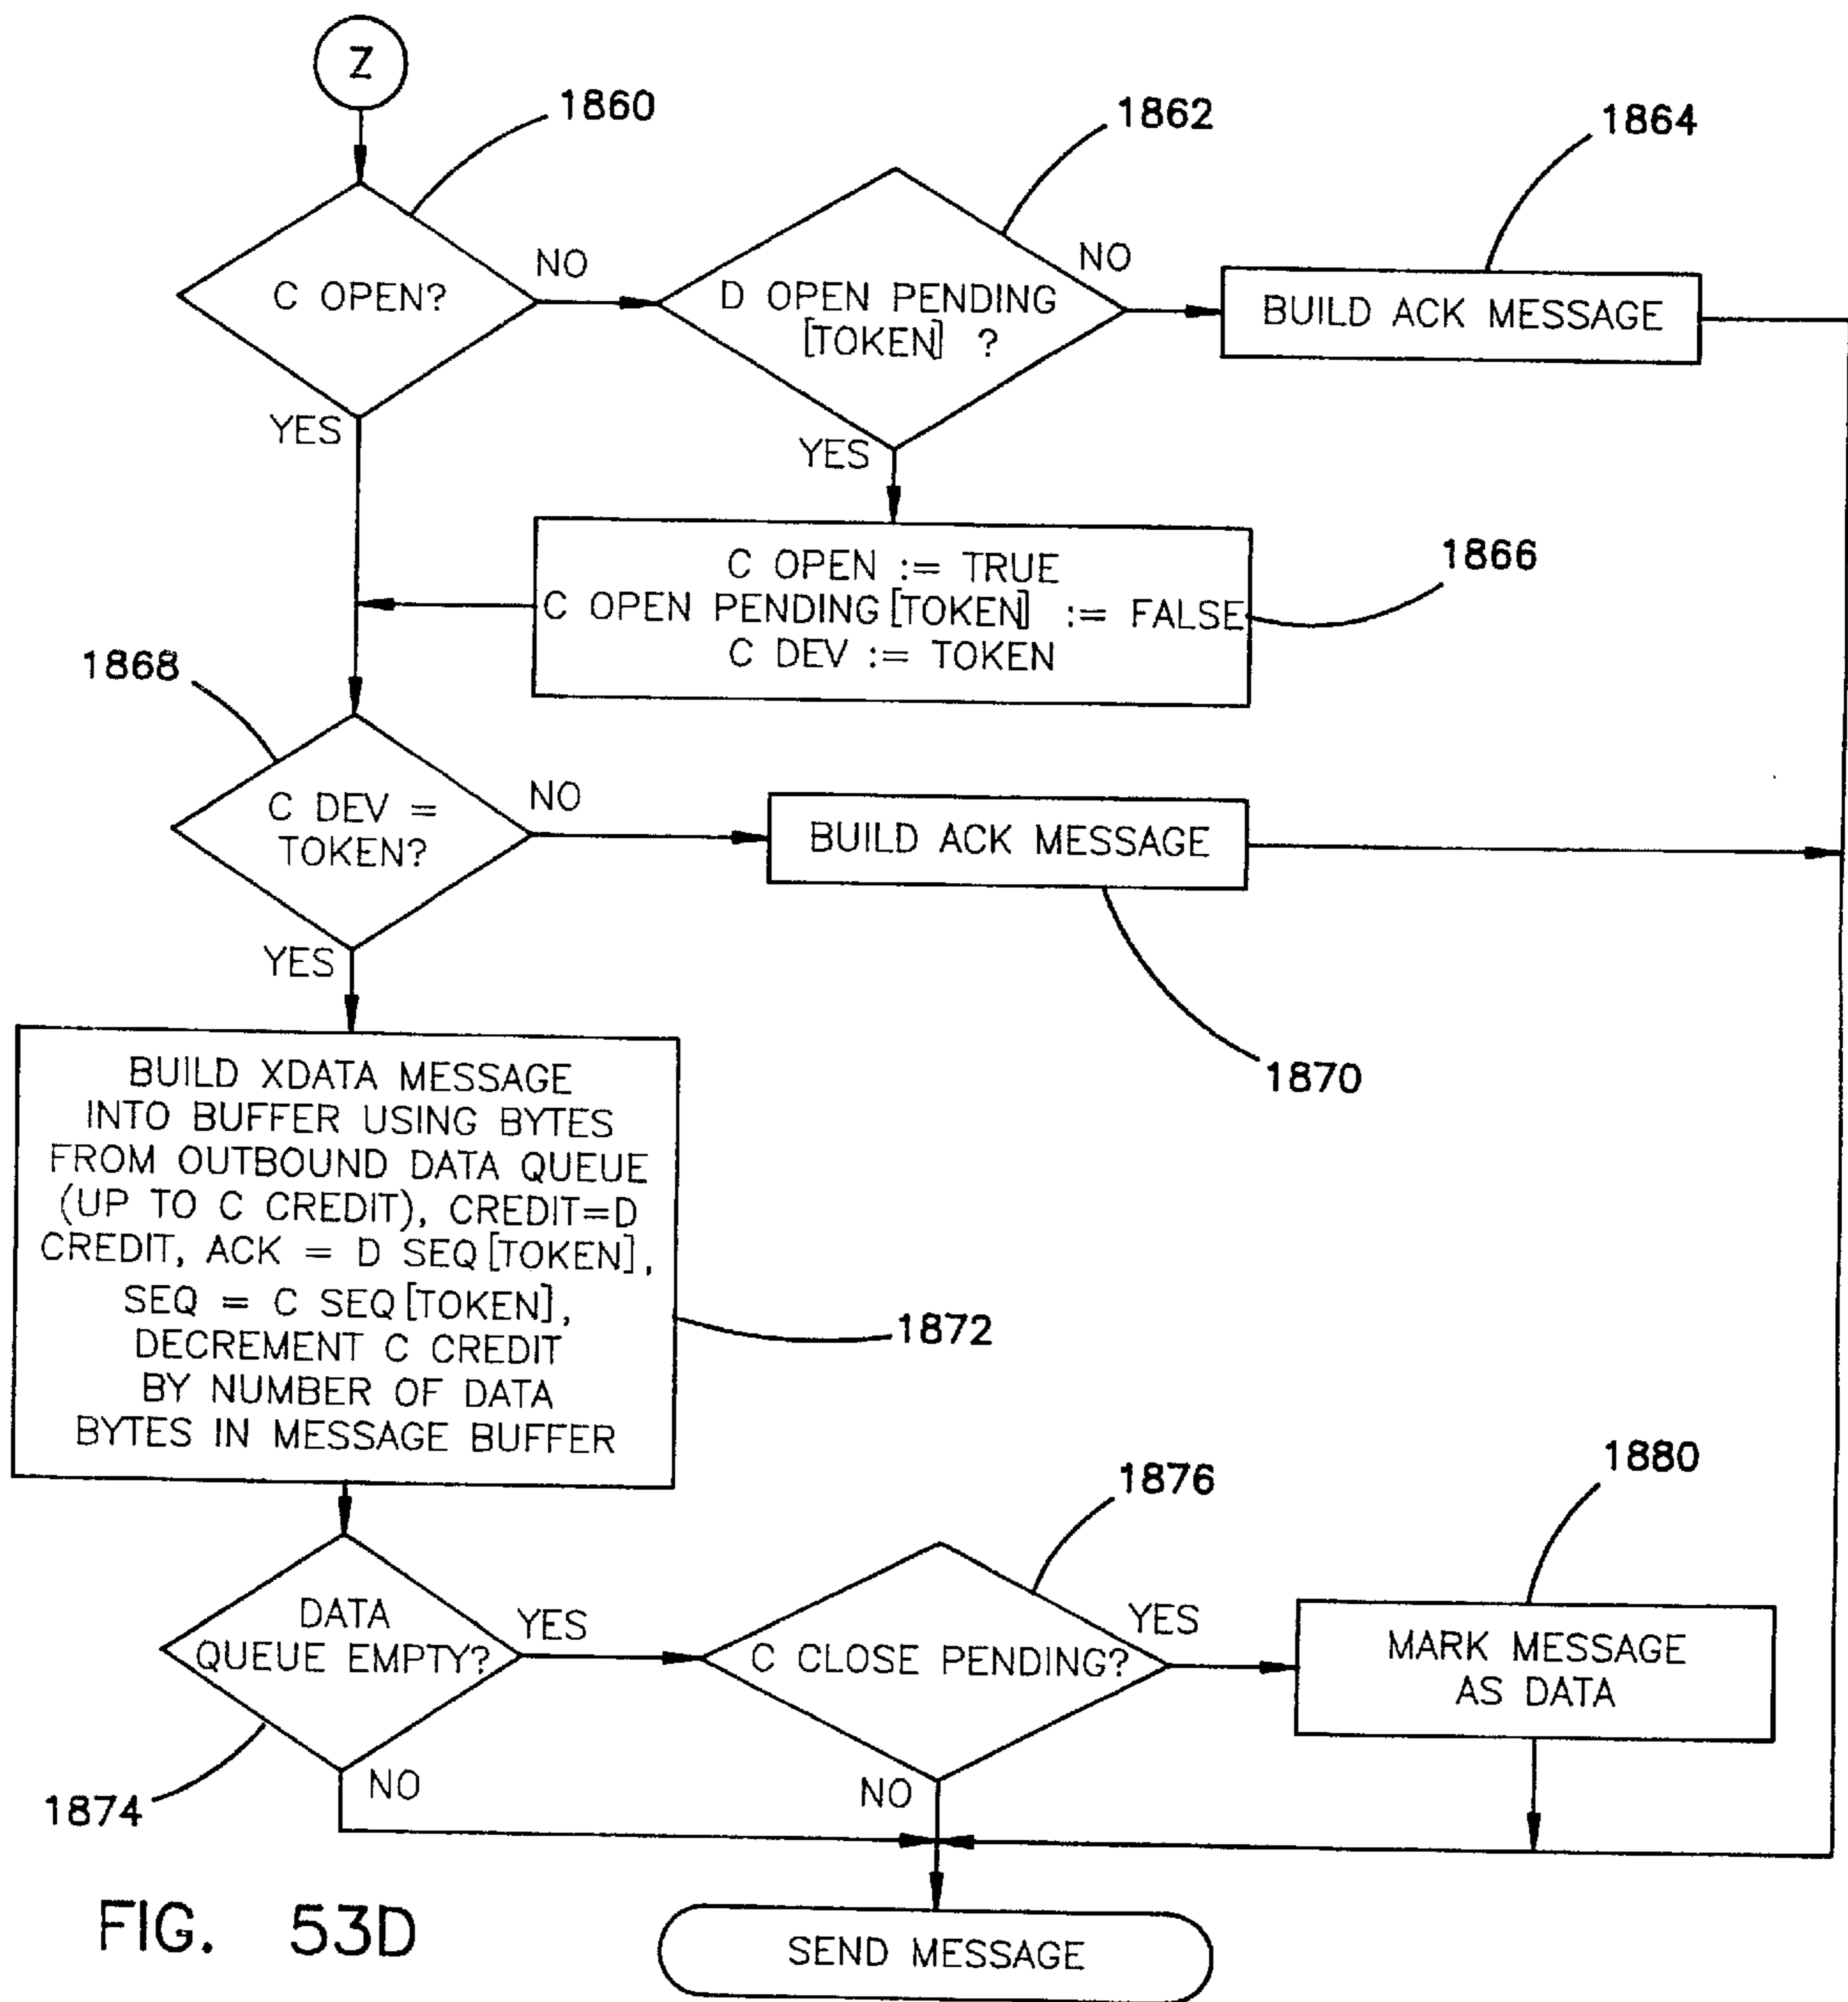 Z
1860
1862
1864
C OPEN?
NO
D OPEN PENDING
[TOKEN] ?
NO
BUILD ACK MESSAGE
YES
YES
C OPEN := TRUE
C OPEN PENDING[TOKEN] := FALSE
C DEV := TOKEN
1866
1868
C DEV =
TOKEN?
NO
BUILD ACK MESSAGE
YES
1870
BUILD XDATA MESSAGE
INTO BUFFER USING BYTES
FROM OUTBOUND DATA QUEUE
(UP TO C CREDIT), CREDIT=D
CREDIT, ACK = D SEQ[TOKEN],
SEQ = C SEQ[TOKEN],
DECREMENT C CREDIT
BY NUMBER OF DATA
BYTES IN MESSAGE BUFFER
1872
1876
1880
DATA
QUEUE EMPTY?
YES
C CLOSE PENDING?
YES
MARK MESSAGE
AS DATA
1874
NO
NO
FIG. 53D
SEND MESSAGE